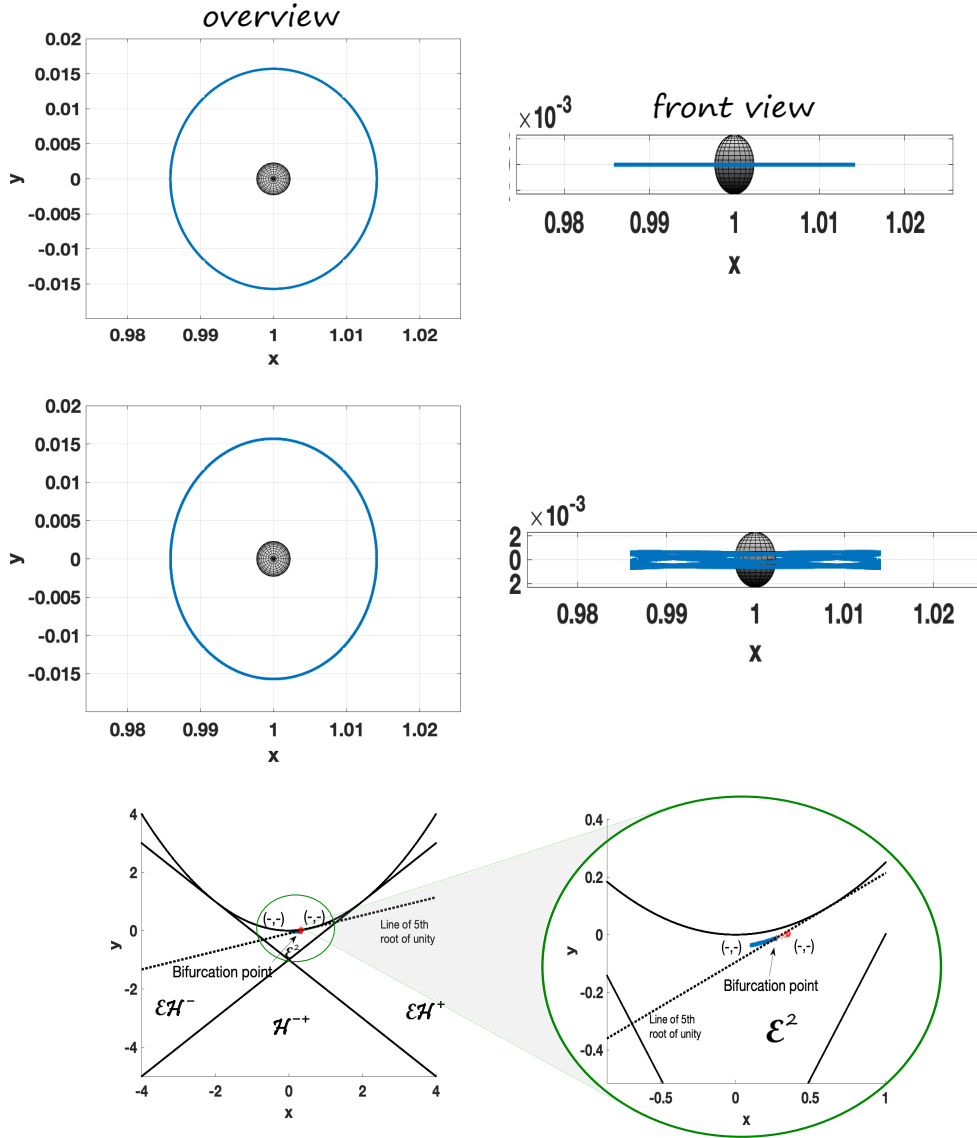 overview
0.02
0.015
0.01
0.005
0
-0.005
-0.01
-0.015
y
0.98 0.99 1 1.01 1.02
x
front view
×10⁻³
0.98 0.99 1 1.01 1.02
x
0.02
0.015
0.01
0.005
0
-0.005
-0.01
-0.015
y
0.98 0.99 1 1.01 1.02
x
×10⁻³
2
0
2
0.98 0.99 1 1.01 1.02
x
4
2
0
-2
-4
y
(-,-) (-,-)
Line of 5th
root of unity
ℰ²
Bifurcation point
ℰℋ⁻
ℋ⁻⁺
ℰℋ⁺
-4 -2 0 2 4
x
0.4
0.2
0
-0.2
-0.4
y
(-,-) (-,-)
Bifurcation point
Line of 5th
root of unity
ℰ²
-0.5 0 0.5 1
x